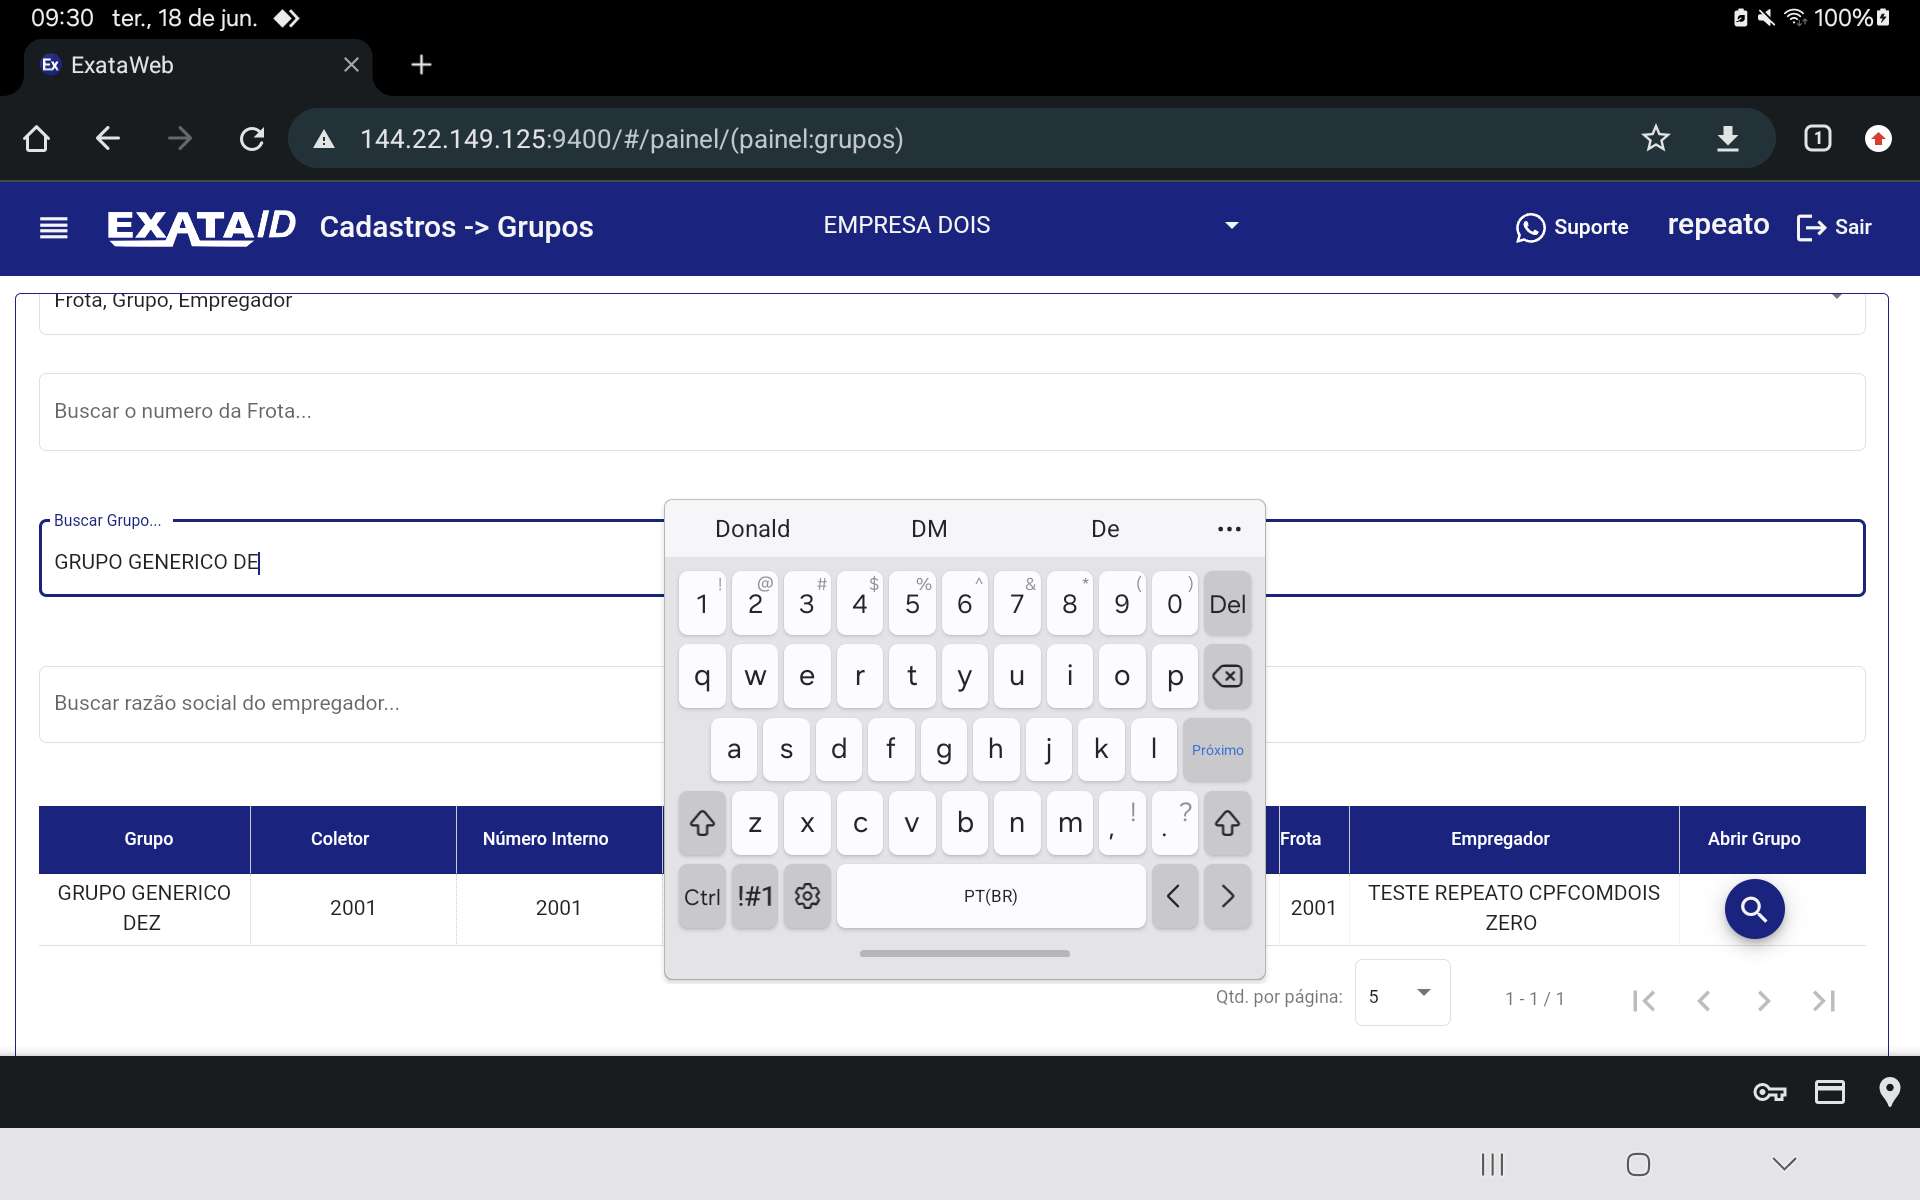 09:30 ter., 18 de jun. 100%
Ex ExataWeb
144.22.149.125:9400/#/painel/(painel:grupos) 1
EXATA/ID Cadastros -> Grupos EMPRESA DOIS Suporte repeato Sair
Frota, Grupo, Empregador
Buscar o numero da Frota...
Buscar Grupo...
GRUPO GENERICO DE
Buscar razão social do empregador...
Donald DM De
! @ # $ % ^ & * ( )
1 2 3 4 5 6 7 8 9 0 Del
q w e r t y u i o p
a s d f g h j k l Próximo
z x c v b n m , ! . ?
Ctrl !#1 PT(BR) < >
Grupo Coletor Número Interno Frota Empregador Abrir Grupo
GRUPO GENERICO
DEZ 2001 2001 2001 TESTE REPEATO CPFCOMDOIS
ZERO
Qtd. por página: 5 1 - 1 / 1